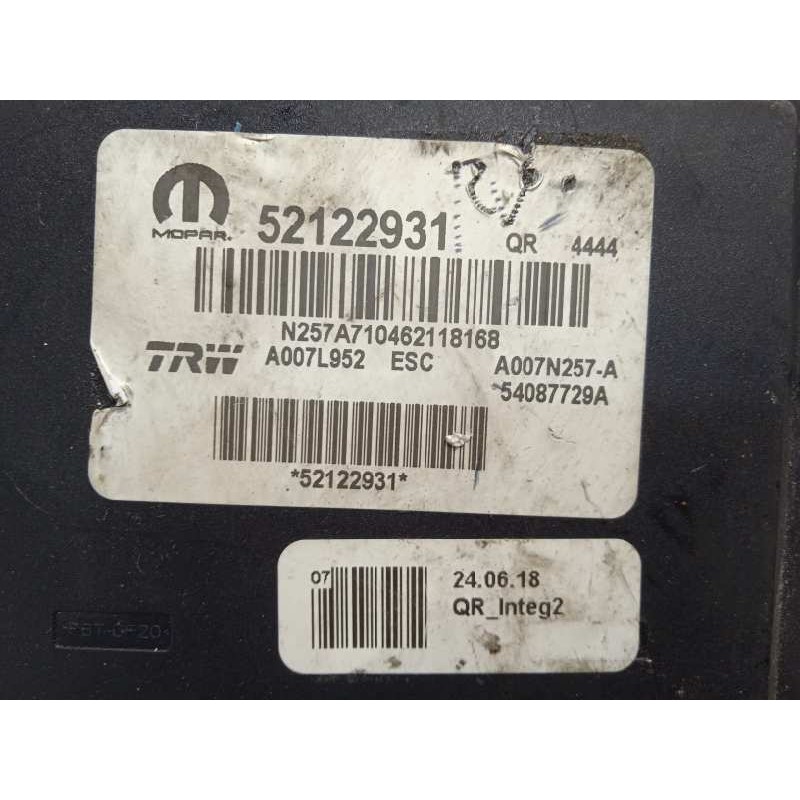 MOPAR. 52122931 QR 4444
N257A710462118168
TRW A007L952 ESC A007N257-A
*54087729A
*52122931*
07 24.06.18
QR_Integ2